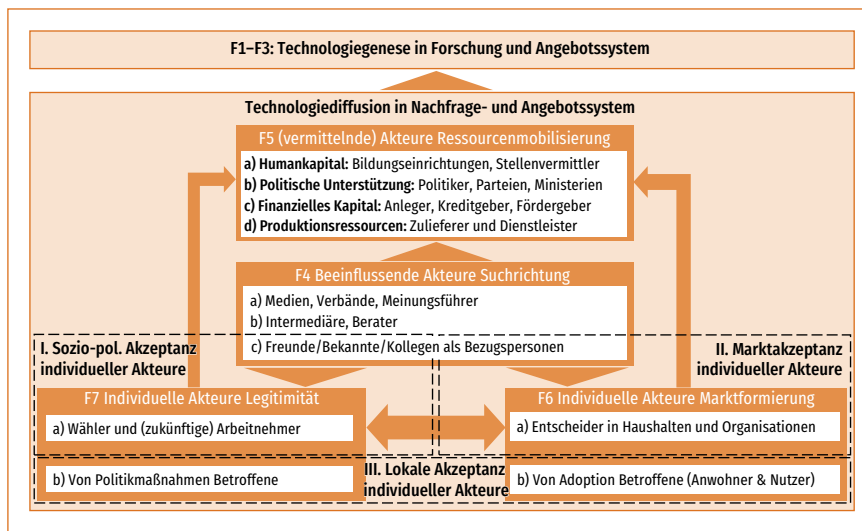 F1–F3: Technologiegenese in Forschung und Angebotssystem
Technologiediffusion in Nachfrage- und Angebotssystem
F5 (vermittelnde) Akteure Ressourcenmobilisierung
a) Humankapital: Bildungseinrichtungen, Stellenvermittler
b) Politische Unterstützung: Politiker, Parteien, Ministerien
c) Finanzielles Kapital: Anleger, Kreditgeber, Fördergeber
d) Produktionsressourcen: Zulieferer und Dienstleister
F4 Beeinflussende Akteure Suchrichtung
a) Medien, Verbände, Meinungsführer
b) Intermediäre, Berater
c) Freunde/Bekannte/Kollegen als Bezugspersonen
I. Sozio-pol. Akzeptanz
individueller Akteure
II. Marktakzeptanz
individueller Akteure
F7 Individuelle Akteure Legitimität
a) Wähler und (zukünftige) Arbeitnehmer
F6 Individuelle Akteure Marktformierung
a) Entscheider in Haushalten und Organisationen
b) Von Politikmaßnahmen Betroffene
III. Lokale Akzeptanz
individueller Akteure
b) Von Adoption Betroffene (Anwohner & Nutzer)